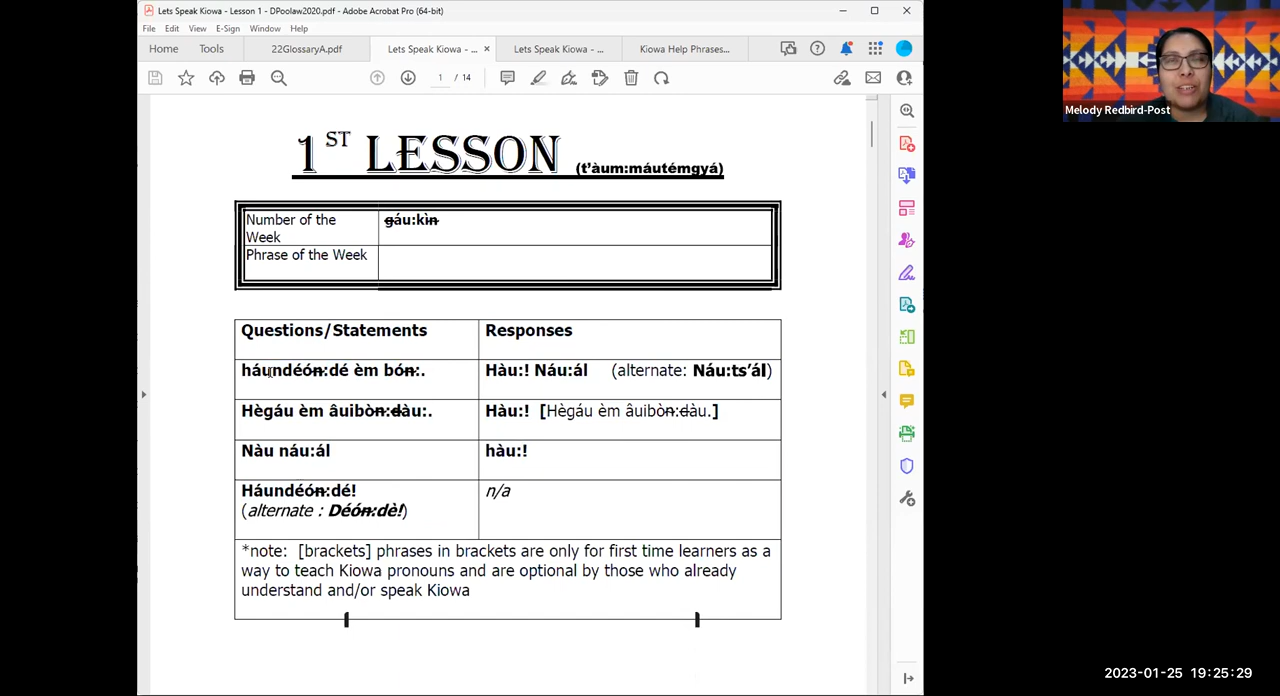 Lets Speak Kiowa - Lesson 1 - DPoolaw2020.pdf - Adobe Acrobat Pro (64-bit)
File Edit View E-Sign Window Help
Home Tools 22GlossaryA.pdf Lets Speak Kiowa - ... × Lets Speak Kiowa - ... Kiowa Help Phrases...
1 / 14
Melody Redbird-Post
1ST LESSON (t'àum:máutémgyá)
Number of the gáu:kìn
Week
Phrase of the Week
Questions/Statements Responses
háundéón:dé èm bón:. Hàu:! Náu:ál (alternate: Náu:ts'ál)
Hègáu èm âuibòn:dàu:. Hàu:! [Hègáu èm âuibòn:dàu.]
Nàu náu:ál hàu:!
Háundéón:dé! n/a
(alternate : Déón:dè!)
*note: [brackets] phrases in brackets are only for first time learners as a
way to teach Kiowa pronouns and are optional by those who already
understand and/or speak Kiowa
2023-01-25 19:25:29